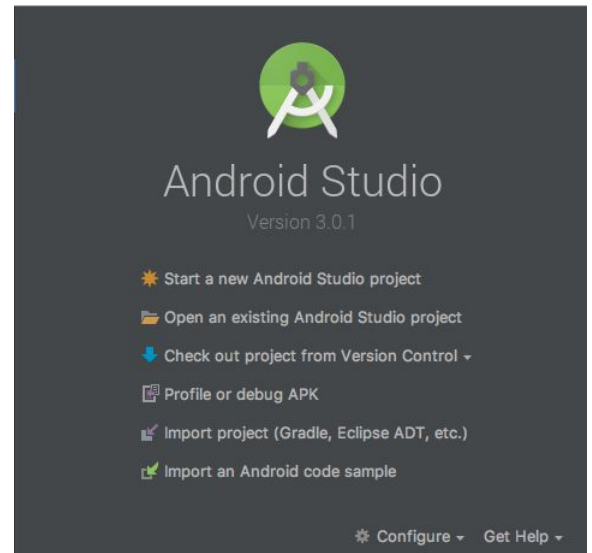 Android Studio
Version 3.0.1
Start a new Android Studio project
Open an existing Android Studio project
Check out project from Version Control
Profile or debug APK
Import project (Gradle, Eclipse ADT, etc.)
Import an Android code sample
Configure Get Help